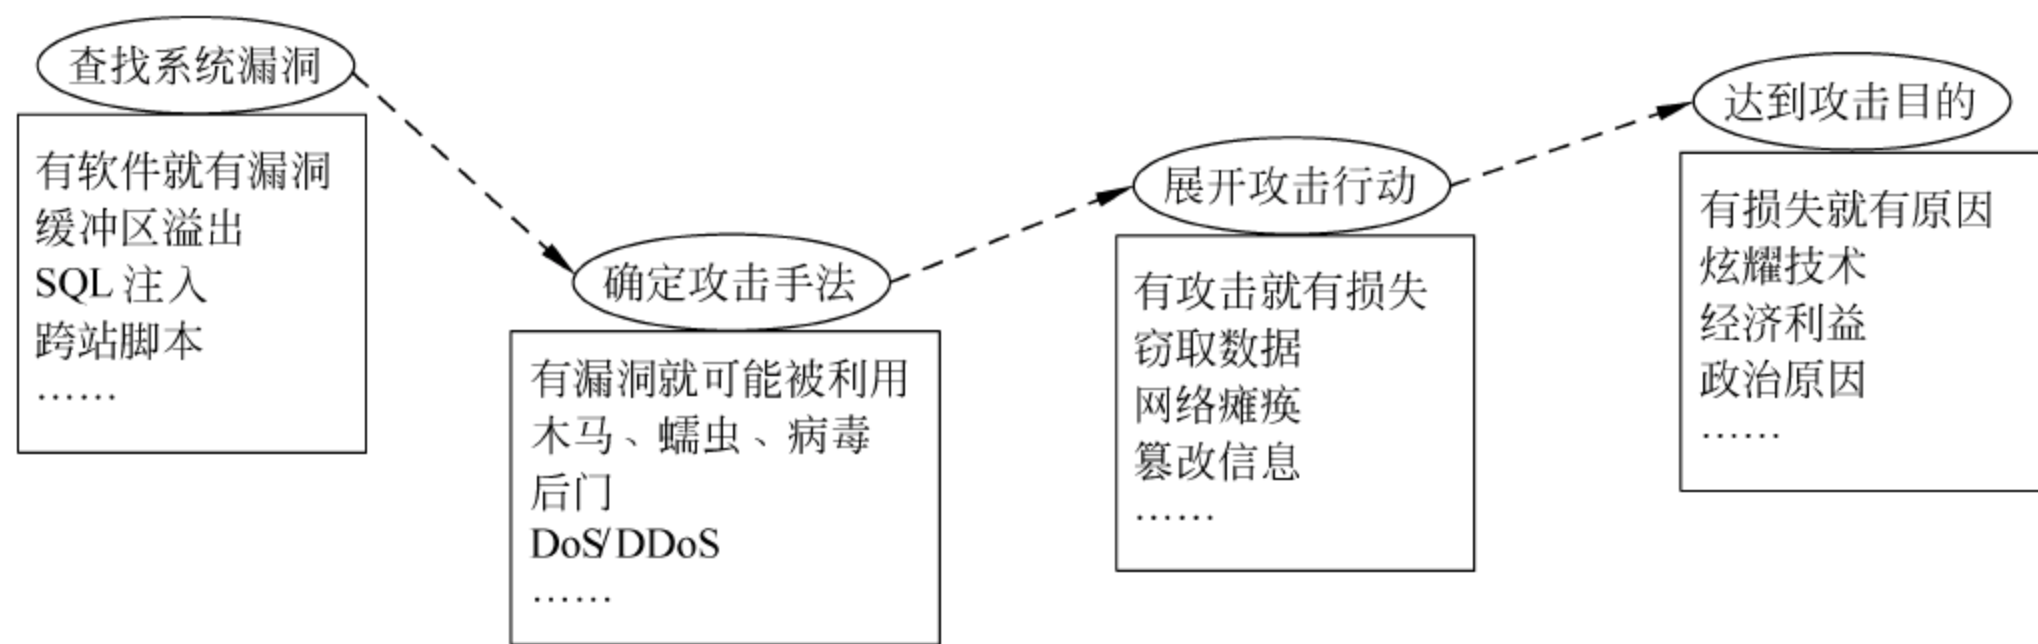 查找系统漏洞
有软件就有漏洞
缓冲区溢出
SQL 注入
跨站脚本
……
确定攻击手法
有漏洞就可能被利用
木马、蠕虫、病毒
后门
DoS/DDoS
……
展开攻击行动
有攻击就有损失
窃取数据
网络瘫痪
篡改信息
……
达到攻击目的
有损失就有原因
炫耀技术
经济利益
政治原因
……